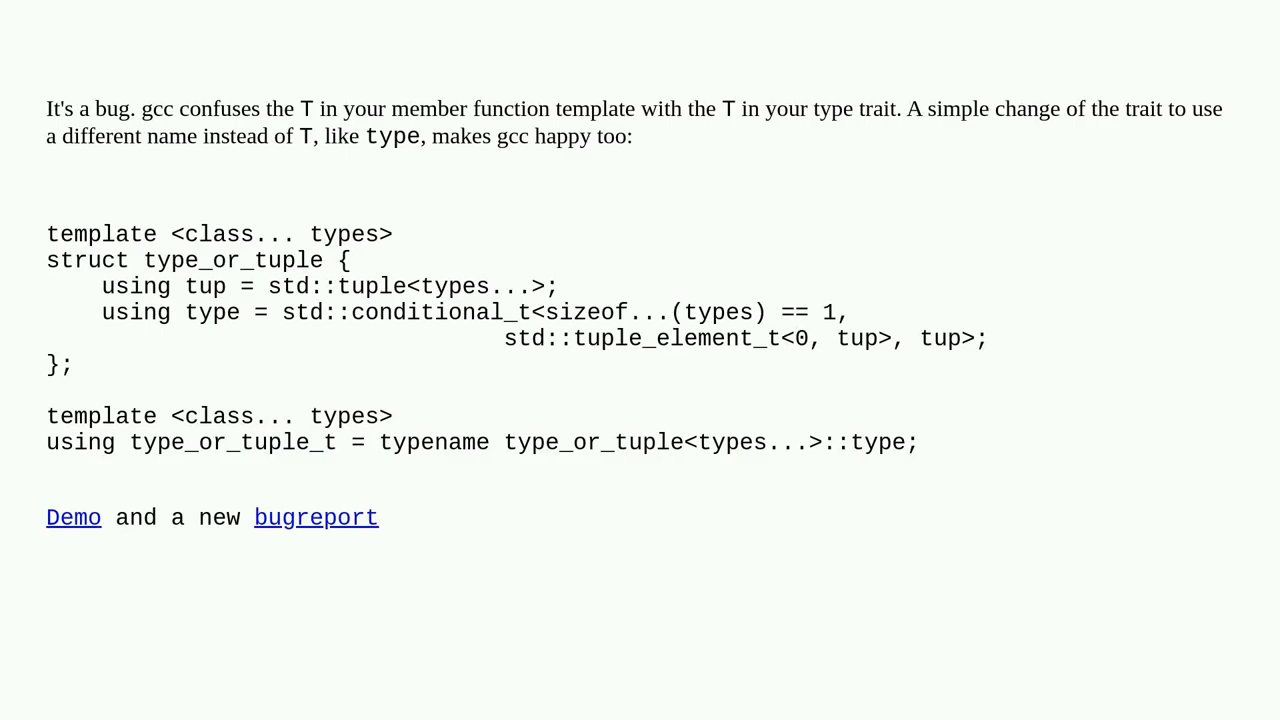 It's a bug. gcc confuses the T in your member function template with the T in your type trait. A simple change of the trait to use
a different name instead of T, like type, makes gcc happy too:
template <class... types>
struct type_or_tuple {
    using tup = std::tuple<types...>;
    using type = std::conditional_t<sizeof...(types) == 1,
                                 std::tuple_element_t<0, tup>, tup>;
};
template <class... types>
using type_or_tuple_t = typename type_or_tuple<types...>::type;
Demo and a new bugreport